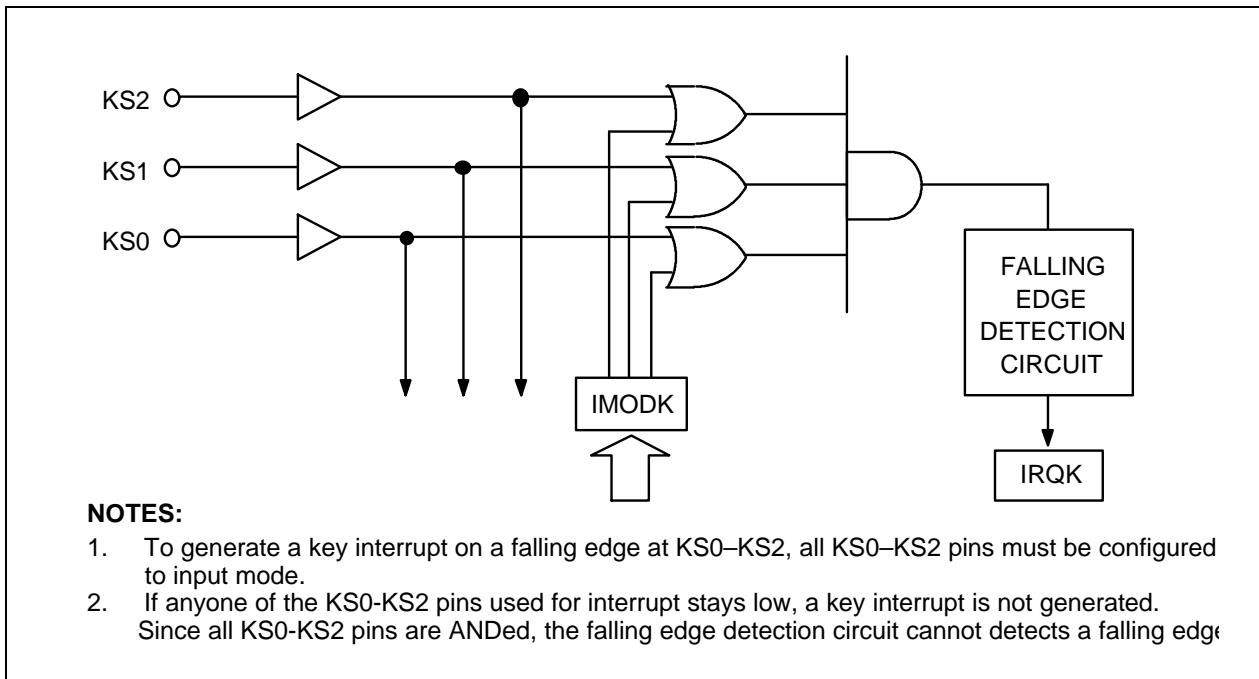 KS2
KS1
KS0
IMODK
FALLING
EDGE
DETECTION
CIRCUIT
IRQK
NOTES:
1. To generate a key interrupt on a falling edge at KS0–KS2, all KS0–KS2 pins must be configured
to input mode.
2. If anyone of the KS0-KS2 pins used for interrupt stays low, a key interrupt is not generated.
Since all KS0-KS2 pins are ANDed, the falling edge detection circuit cannot detects a falling edge